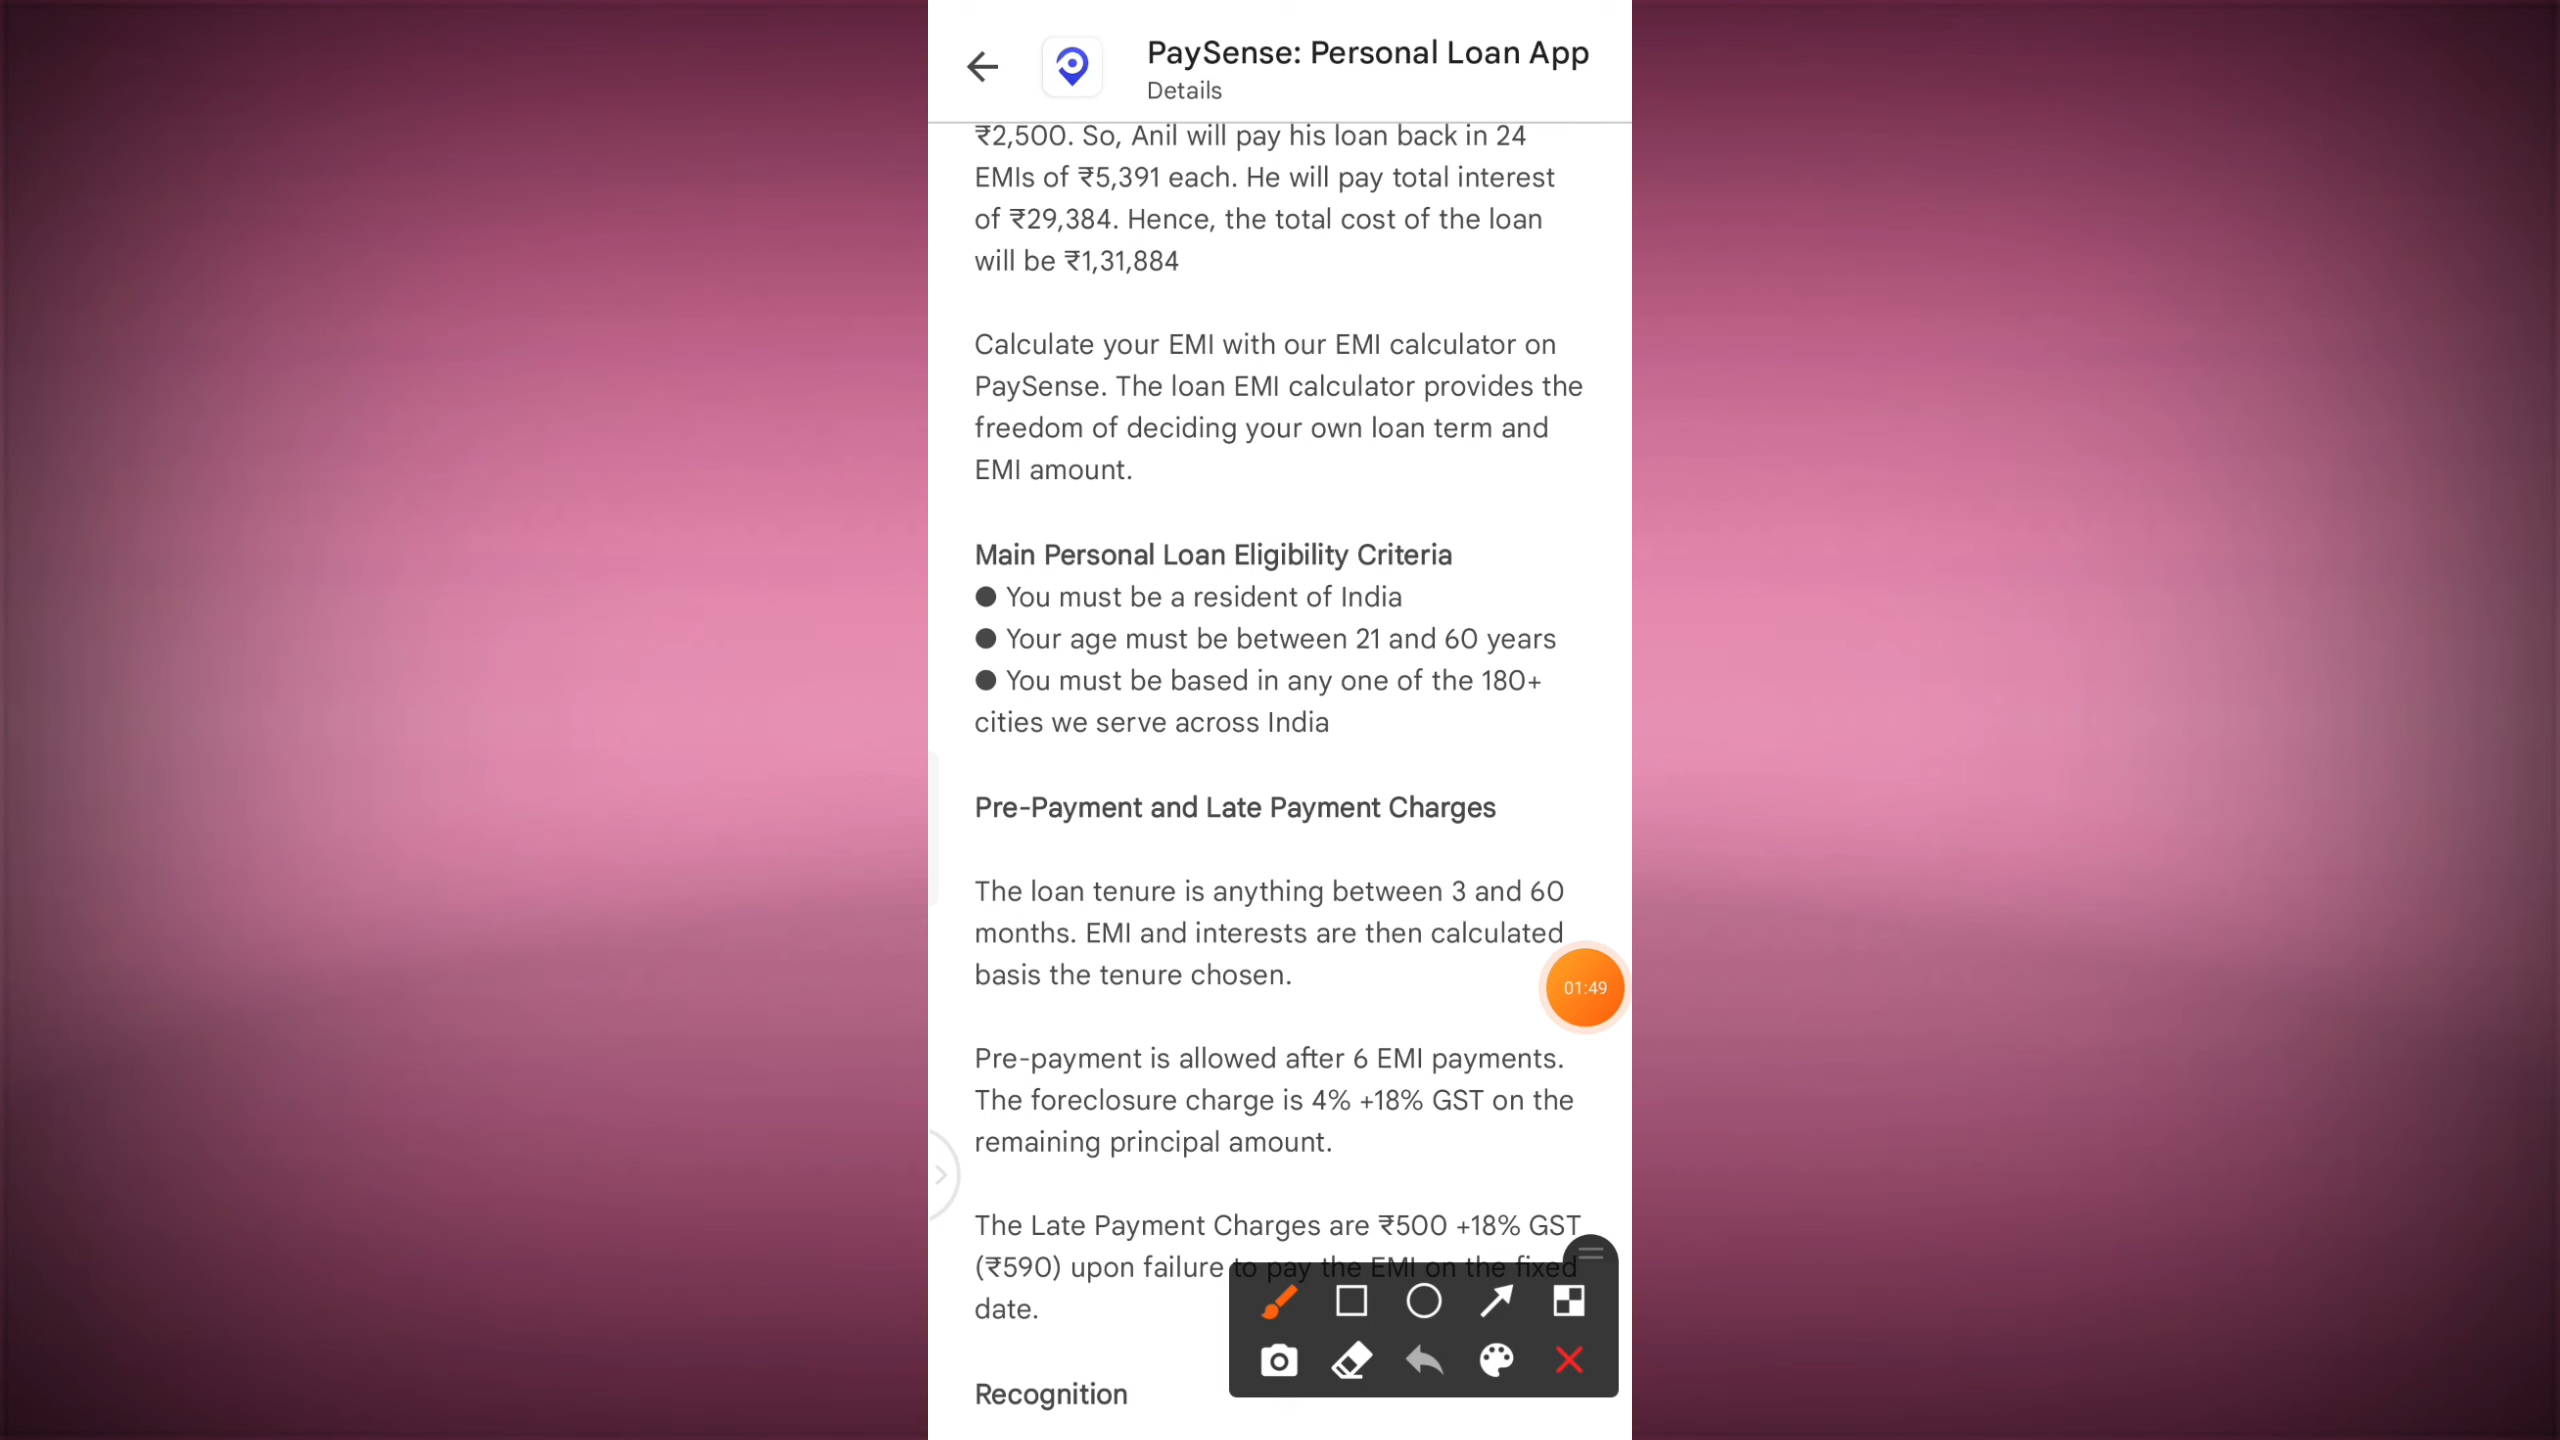 PaySense: Personal Loan App
Details
₹2,500. So, Anil will pay his loan back in 24
EMIs of ₹5,391 each. He will pay total interest
of ₹29,384. Hence, the total cost of the loan
will be ₹1,31,884
Calculate your EMI with our EMI calculator on
PaySense. The loan EMI calculator provides the
freedom of deciding your own loan term and
EMI amount.
Main Personal Loan Eligibility Criteria
● You must be a resident of India
● Your age must be between 21 and 60 years
● You must be based in any one of the 180+
cities we serve across India
Pre-Payment and Late Payment Charges
The loan tenure is anything between 3 and 60
months. EMI and interests are then calculated
basis the tenure chosen.
01:49
Pre-payment is allowed after 6 EMI payments.
The foreclosure charge is 4% +18% GST on the
remaining principal amount.
The Late Payment Charges are ₹500 +18% GST
(₹590) upon failure to pay the EMI on the fixed
date.
Recognition